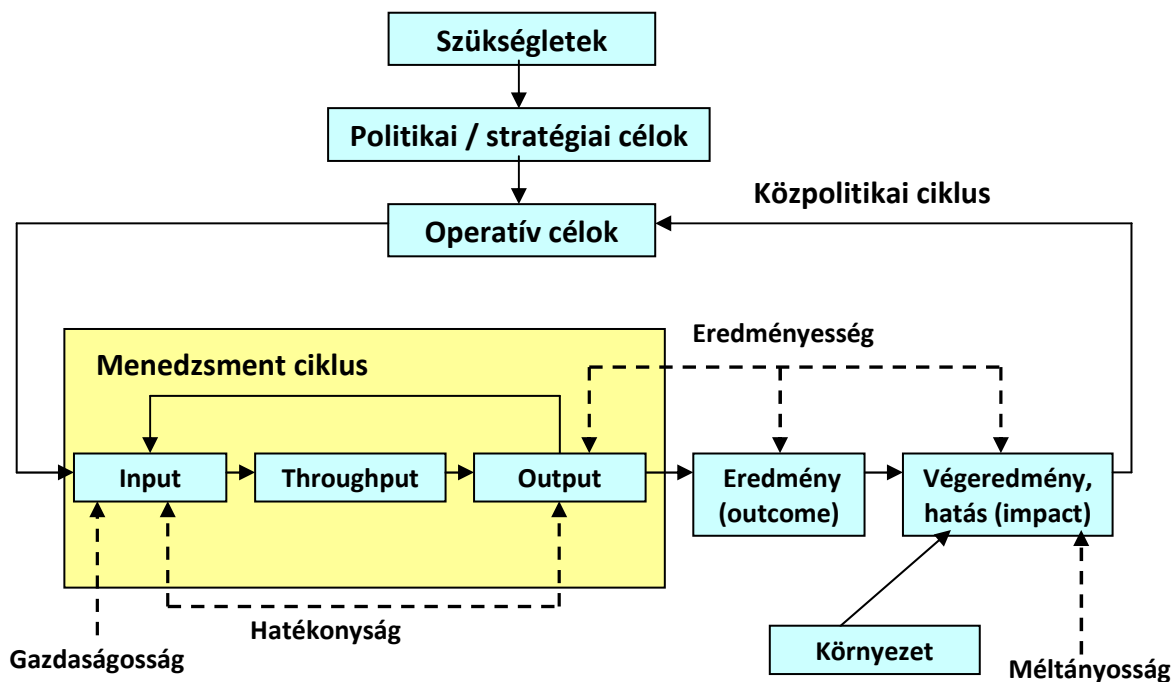 Szükségletek
Politikai / stratégiai célok
Közpolitikai ciklus
Operatív célok
Eredményesség
Menedzsment ciklus
Input
Throughput
Output
Eredmény
(outcome)
Végeredmény,
hatás (impact)
Hatékonyság
Gazdaságosság
Környezet
Méltányosság